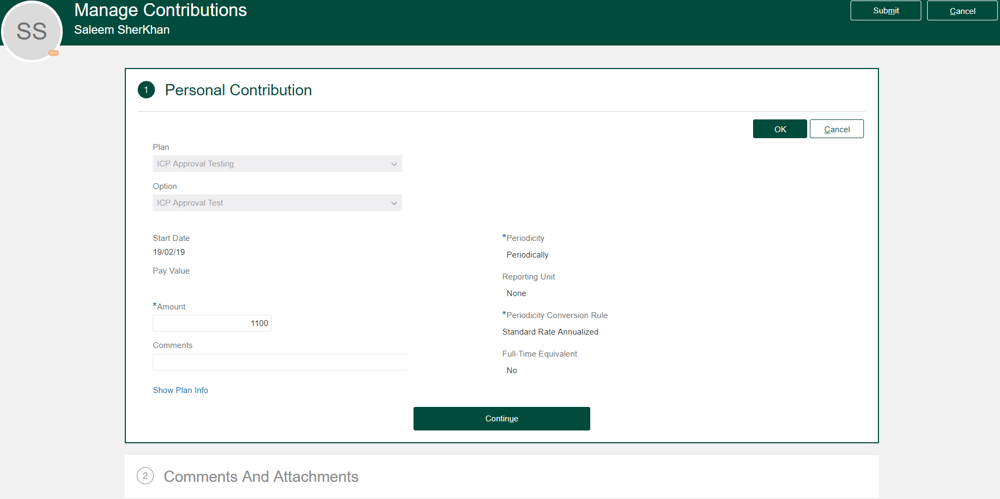 SS
Manage Contributions
Saleem SherKhan
Submit
Cancel
1
Personal Contribution
OK
Cancel
Plan
ICP Approval Testing
Option
ICP Approval Test
Start Date
19/02/19
Pay Value
*Amount
1100
Comments
Show Plan Info
*Periodicity
Periodically
Reporting Unit
None
*Periodicity Conversion Rule
Standard Rate Annualized
Full-Time Equivalent
No
Continue
2
Comments And Attachments